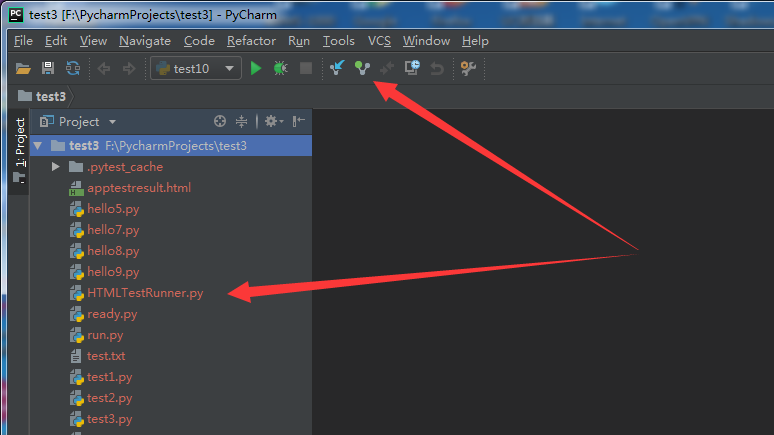 PC test3 [F:\PycharmProjects\test3] - PyCharm
File Edit View Navigate Code Refactor Run Tools VCS Window Help
test10
test3
1: Project
Project
test3 F:\PycharmProjects\test3
.pytest_cache
apptestresult.html
hello5.py
hello7.py
hello8.py
hello9.py
HTMLTestRunner.py
ready.py
run.py
test.txt
test1.py
test2.py
test3.py